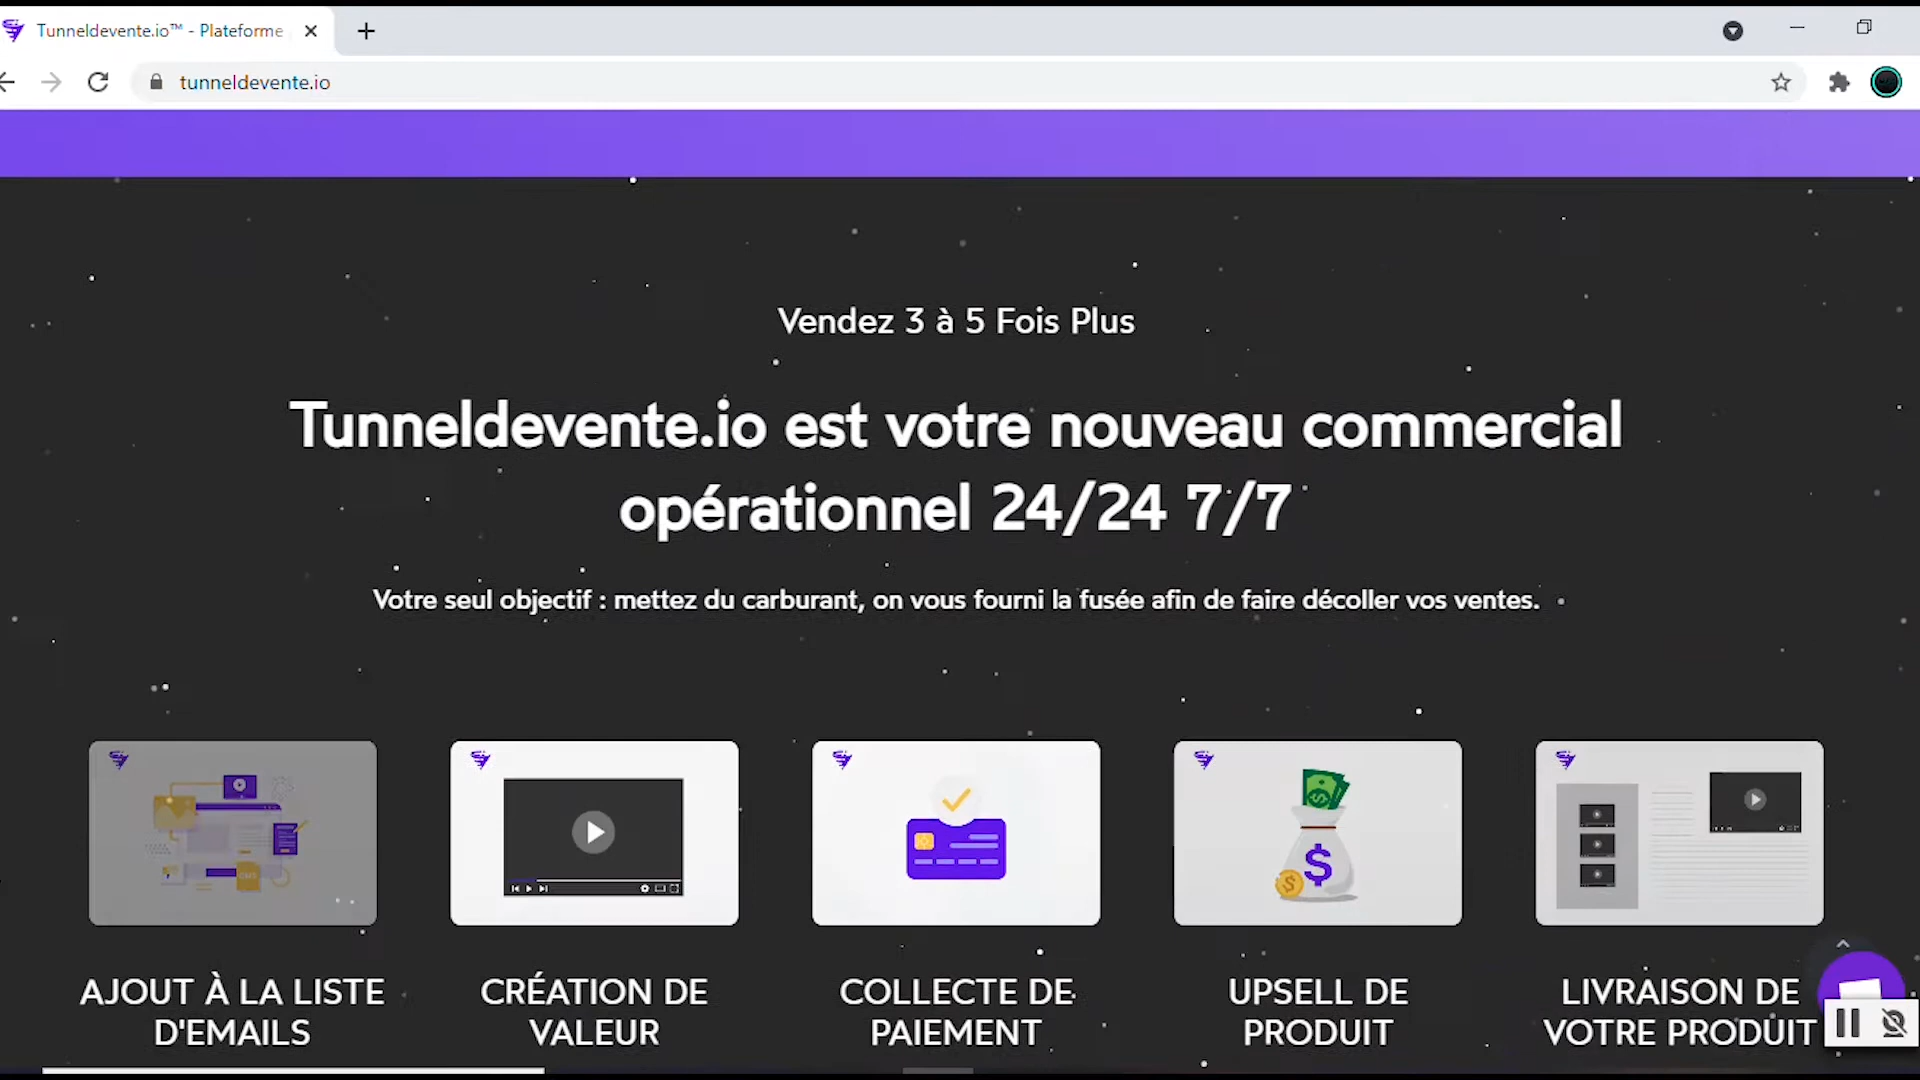 Tunneldevente.io™ - Plateforme
tunneldevente.io
Vendez 3 à 5 Fois Plus
Tunneldevente.io est votre nouveau commercial
opérationnel 24/24 7/7
Votre seul objectif : mettez du carburant, on vous fourni la fusée afin de faire décoller vos ventes.
AJOUT À LA LISTE
D'EMAILS
CRÉATION DE
VALEUR
COLLECTE DE
PAIEMENT
UPSELL DE
PRODUIT
LIVRAISON DE
VOTRE PRODUIT